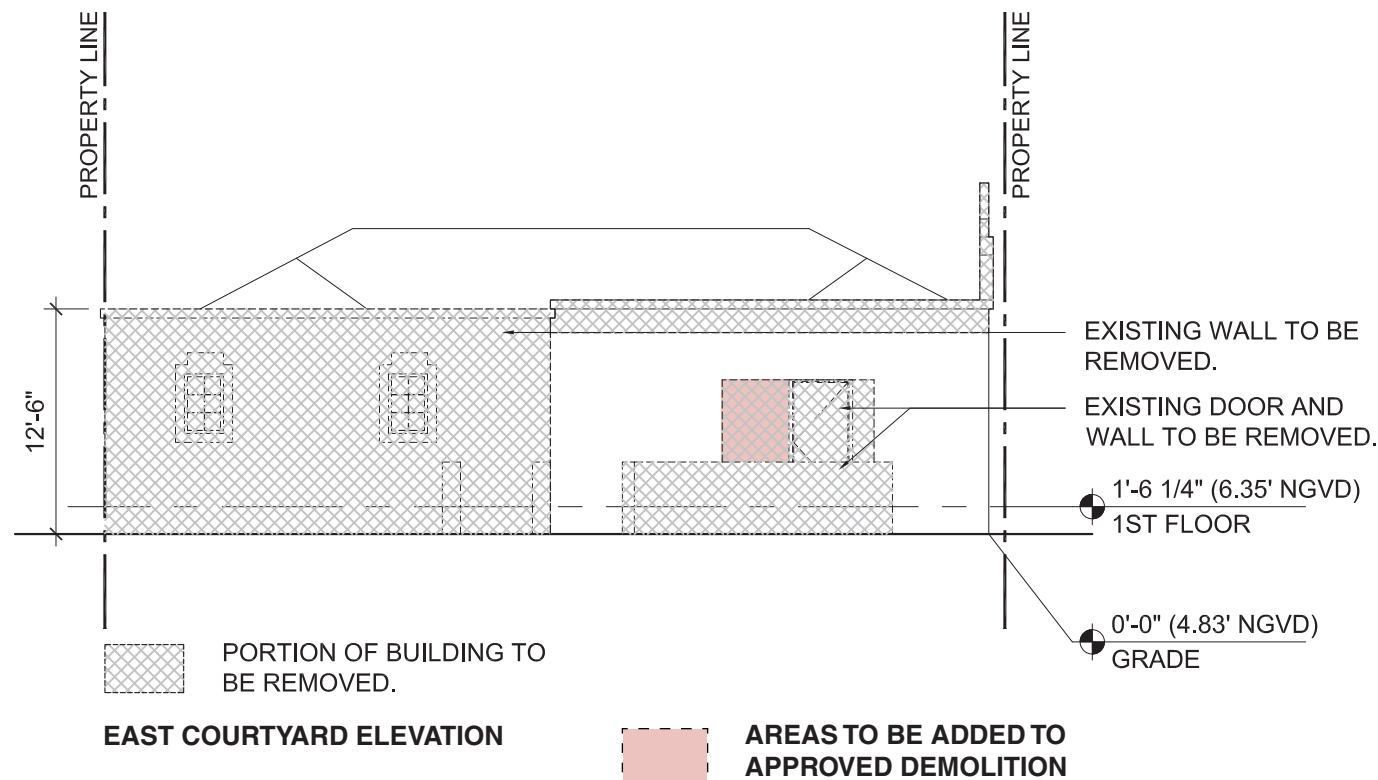 PROPERTY LINE
PROPERTY LINE
12'-6"
EXISTING WALL TO BE
REMOVED.
EXISTING DOOR AND
WALL TO BE REMOVED.
1'-6 1/4" (6.35' NGVD)
1ST FLOOR
0'-0" (4.83' NGVD)
GRADE
PORTION OF BUILDING TO
BE REMOVED.
EAST COURTYARD ELEVATION
AREAS TO BE ADDED TO
APPROVED DEMOLITION